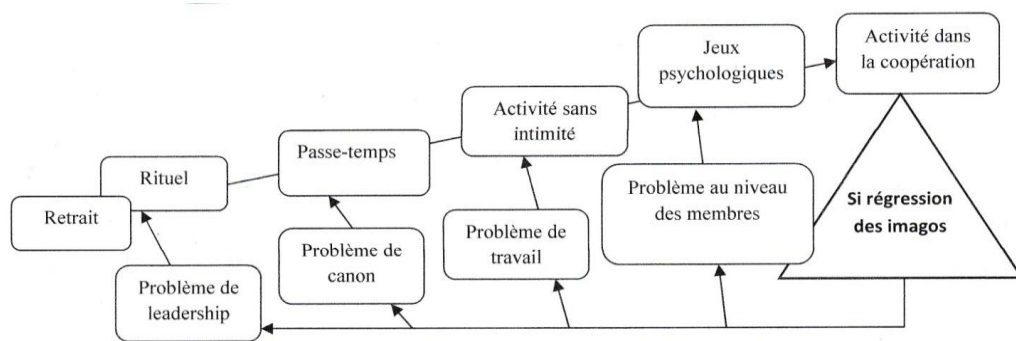 Retrait
Rituel
Passe-temps
Activité sans
intimité
Jeux
psychologiques
Activité dans
la coopération
Problème de
leadership
Problème de
canon
Problème de
travail
Problème au niveau
des membres
Si régression
des imagos